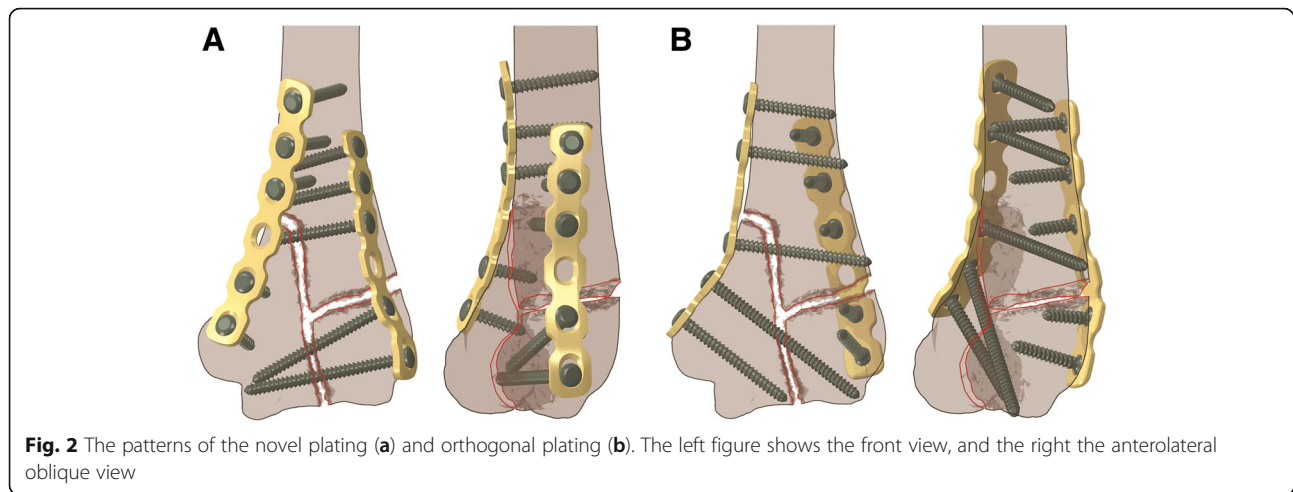 A
B
Fig. 2 The patterns of the novel plating (a) and orthogonal plating (b). The left figure shows the front view, and the right the anterolateral
oblique view